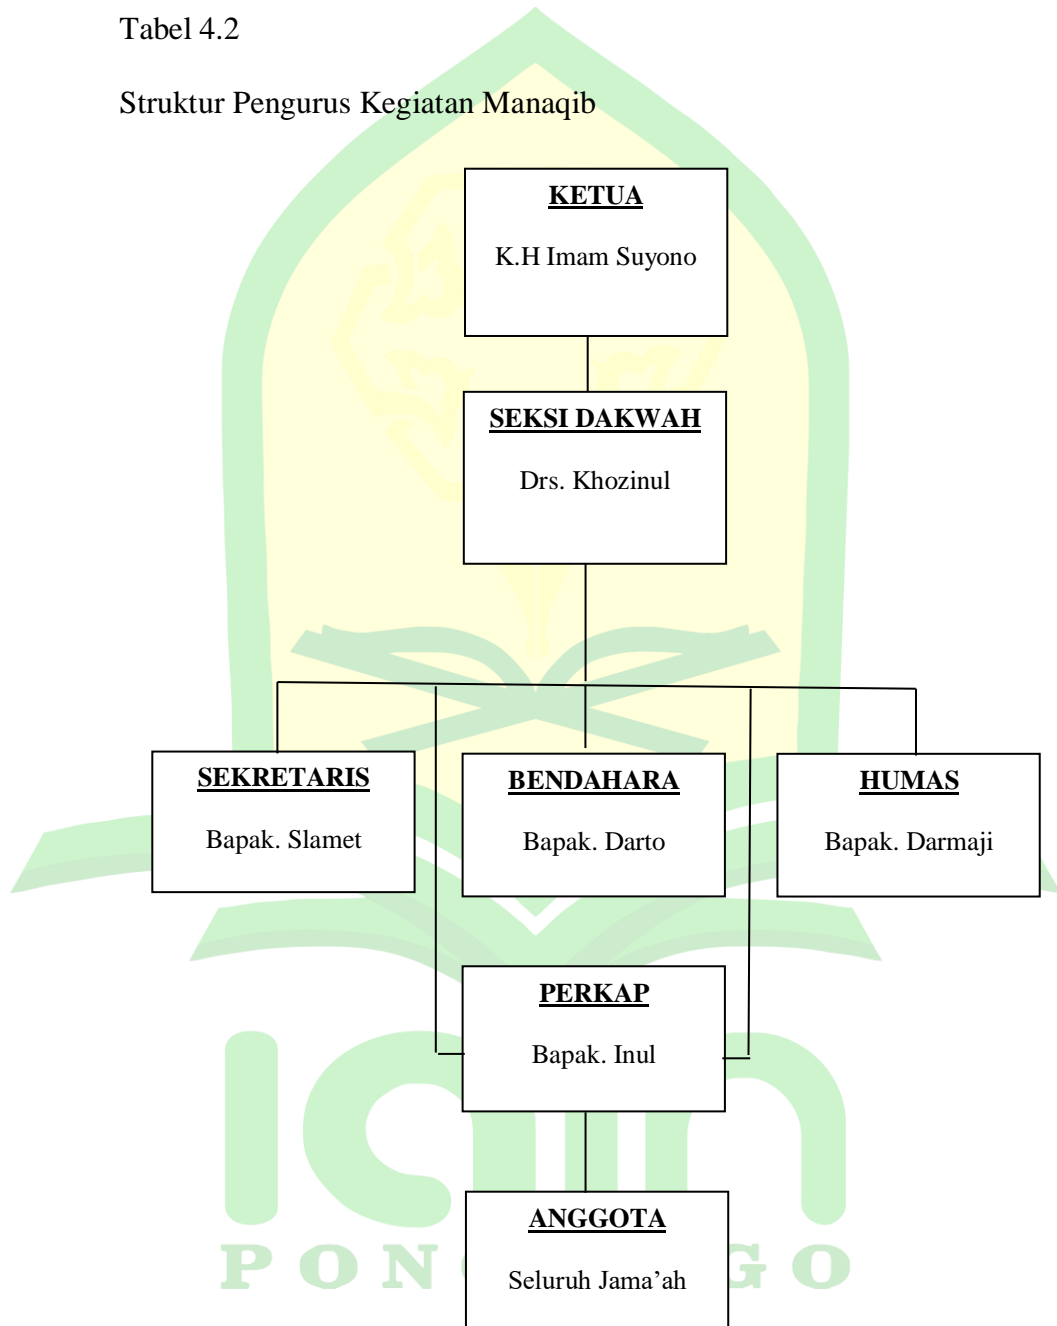 Tabel 4.2
Struktur Pengurus Kegiatan Manaqib
KETUA
K.H Imam Suyono
SEKSI DAKWAH
Drs. Khozinul
SEKRETARIS
Bapak. Slamet
BENDAHARA
Bapak. Darto
HUMAS
Bapak. Darmaji
PERKAP
Bapak. Inul
ANGGOTA
Seluruh Jama’ah
iain